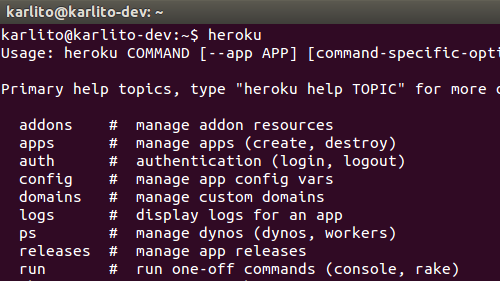 karlito@karlito-dev: ~
karlito@karlito-dev:~$ heroku
Usage: heroku COMMAND [--app APP] [command-specific-opti
Primary help topics, type "heroku help TOPIC" for more
addons # manage addon resources
apps # manage apps (create, destroy)
auth # authentication (login, logout)
config # manage app config vars
domains # manage custom domains
logs # display logs for an app
ps # manage dynos (dynos, workers)
releases # manage app releases
run # run one-off commands (console, rake)